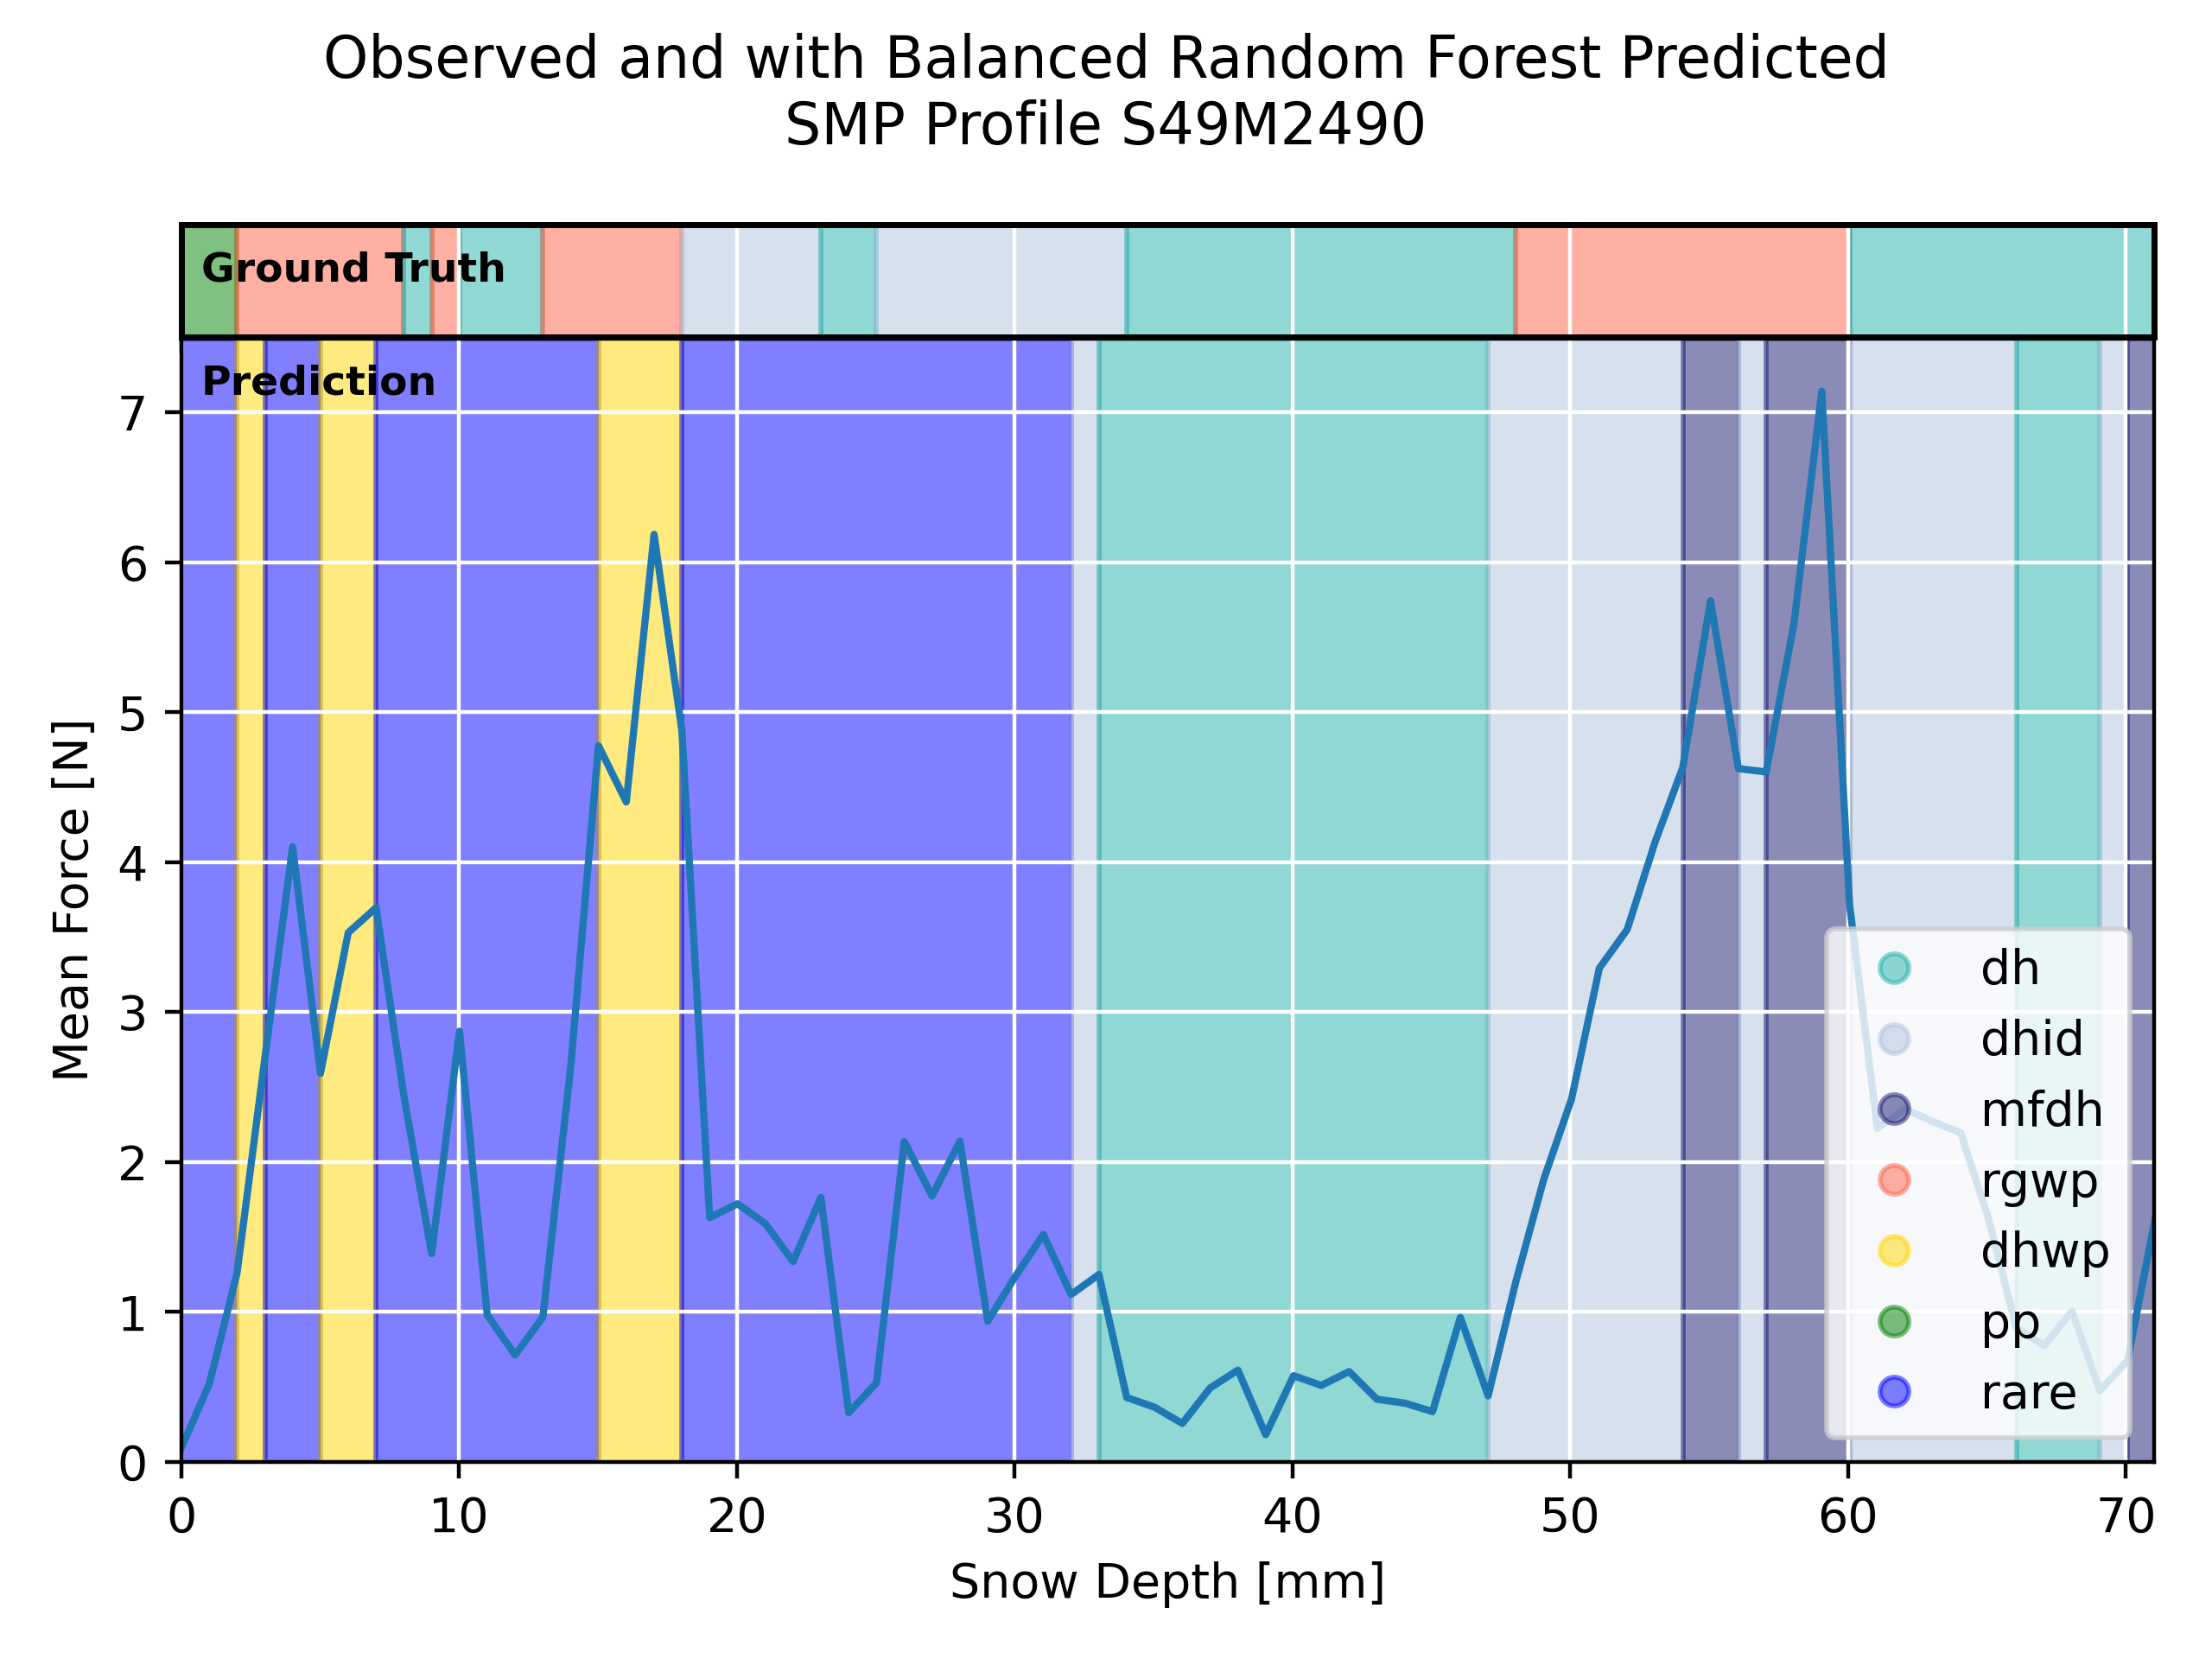 Observed and with Balanced Random Forest Predicted
SMP Profile S49M2490
Ground Truth
Prediction
7
6
5
4
3
2
1
0
Mean Force [N]
dh
dhid
mfdh
rgwp
dhwp
pp
rare
0 10 20 30 40 50 60 70
Snow Depth [mm]